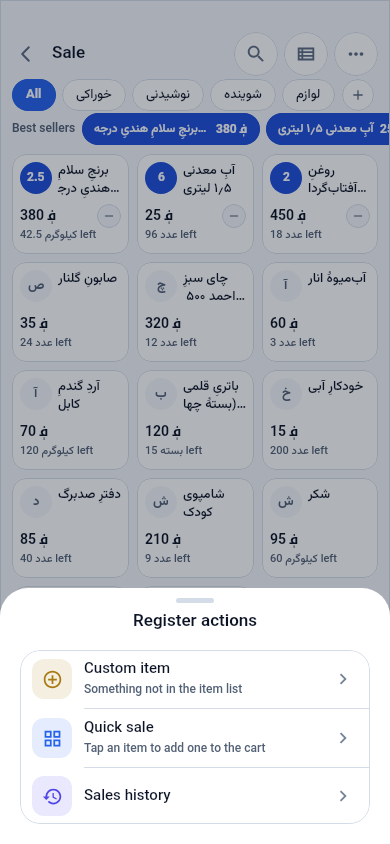 Sale
All
خوراکی
نوشیدنی
شوینده
لوازم
Best sellers
برنجِ سلامِ هندیِ درجه... ؋ 380
آبِ معدنی ۱٫۵ لیتری
2.5
برنجِ سلامِ
هندیِ درجـ...
؋ 380
42.5 کیلوگرم left
6
آبِ معدنی
۱٫۵ لیتری
؋ 25
96 عدد left
2
روغنِ
آفتاب‌گردا...
؋ 450
18 عدد left
ص
صابونِ گلنار
؋ 35
24 عدد left
چ
چای سبزِ
احمد ۵۰۰...
؋ 320
12 عدد left
آ
آب‌میوهٔ انار
؋ 60
3 عدد left
آ
آردِ گندمِ
کابل
؋ 70
120 کیلوگرم left
ب
باتریِ قلمی
(بستهٔ چها...
؋ 120
15 بسته left
خ
خودکارِ آبی
؋ 15
200 عدد left
د
دفترِ صدبرگ
؋ 85
40 عدد left
ش
شامپوی
کودک
؋ 210
9 عدد left
ش
شکر
؋ 95
60 کیلوگرم left
Register actions
Custom item
Something not in the item list
Quick sale
Tap an item to add one to the cart
Sales history